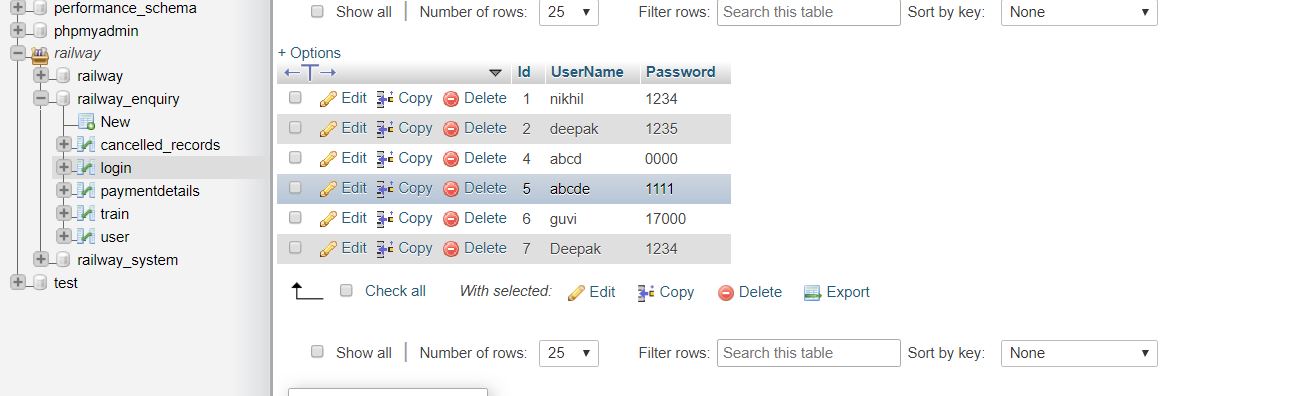 performance_schema
phpmyadmin
railway
railway
railway_enquiry
New
cancelled_records
login
paymentdetails
train
user
railway_system
test
Show all Number of rows: 25 Filter rows: Search this table Sort by key: None
+ Options
Id UserName Password
Edit Copy Delete 1 nikhil 1234
Edit Copy Delete 2 deepak 1235
Edit Copy Delete 4 abcd 0000
Edit Copy Delete 5 abcde 1111
Edit Copy Delete 6 guvi 17000
Edit Copy Delete 7 Deepak 1234
Check all With selected: Edit Copy Delete Export
Show all Number of rows: 25 Filter rows: Search this table Sort by key: None